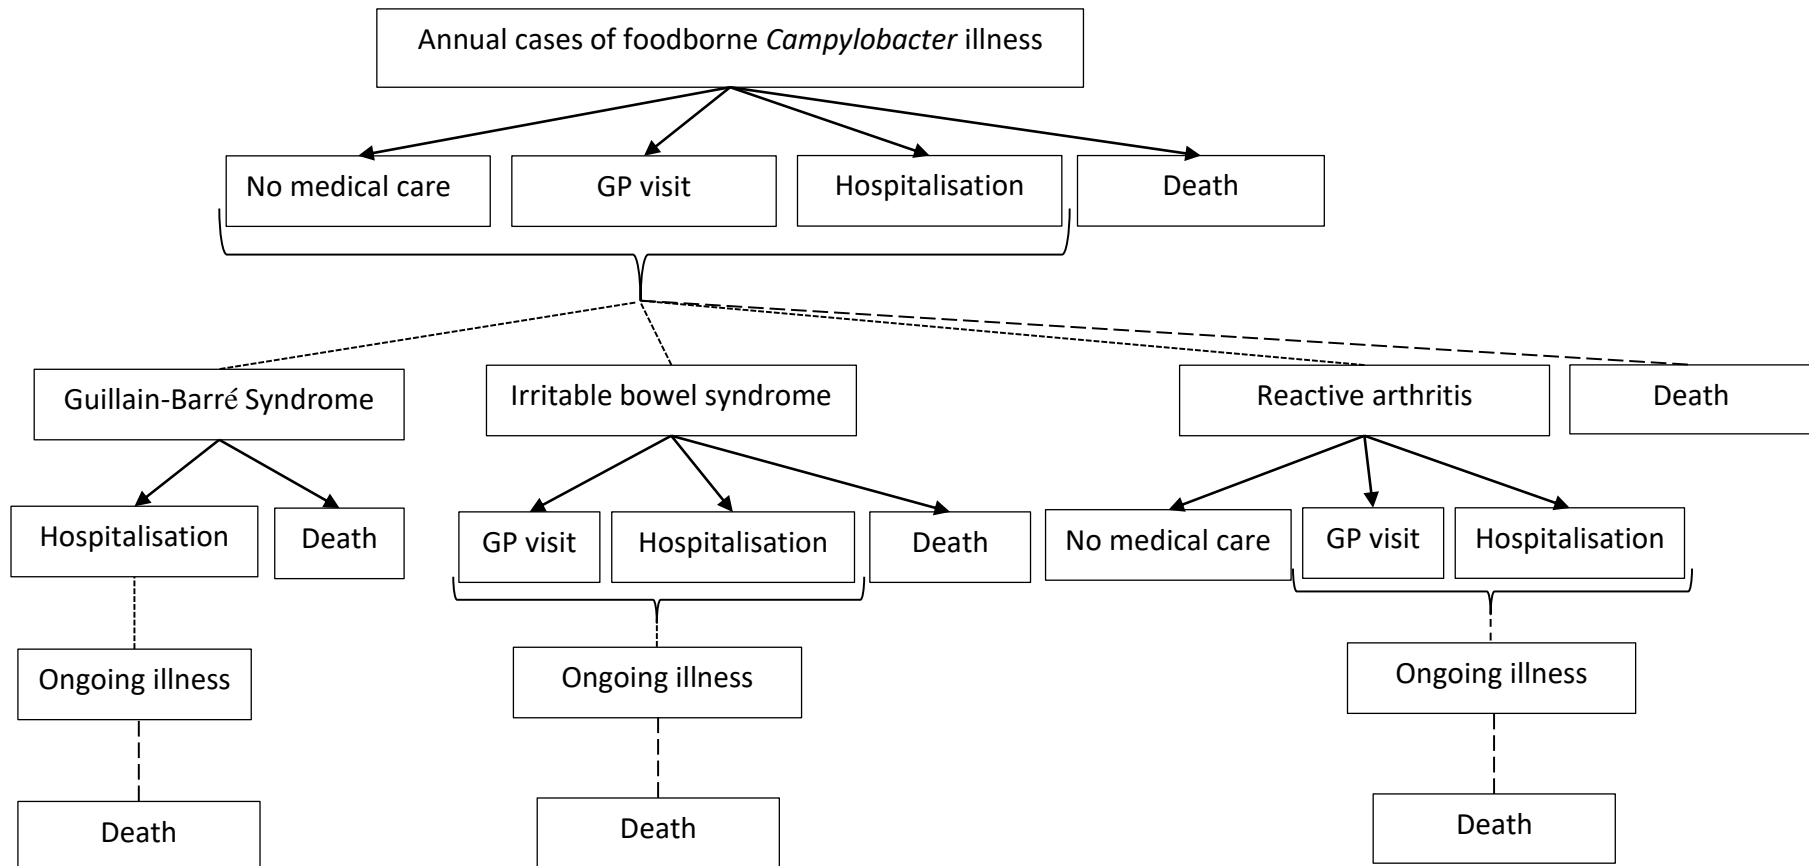 Annual cases of foodborne Campylobacter illness
No medical care
GP visit
Hospitalisation
Death
Guillain-Barré Syndrome
Irritable bowel syndrome
Reactive arthritis
Death
Hospitalisation
Death
GP visit
Hospitalisation
Death
No medical care
GP visit
Hospitalisation
Ongoing illness
Ongoing illness
Ongoing illness
Death
Death
Death